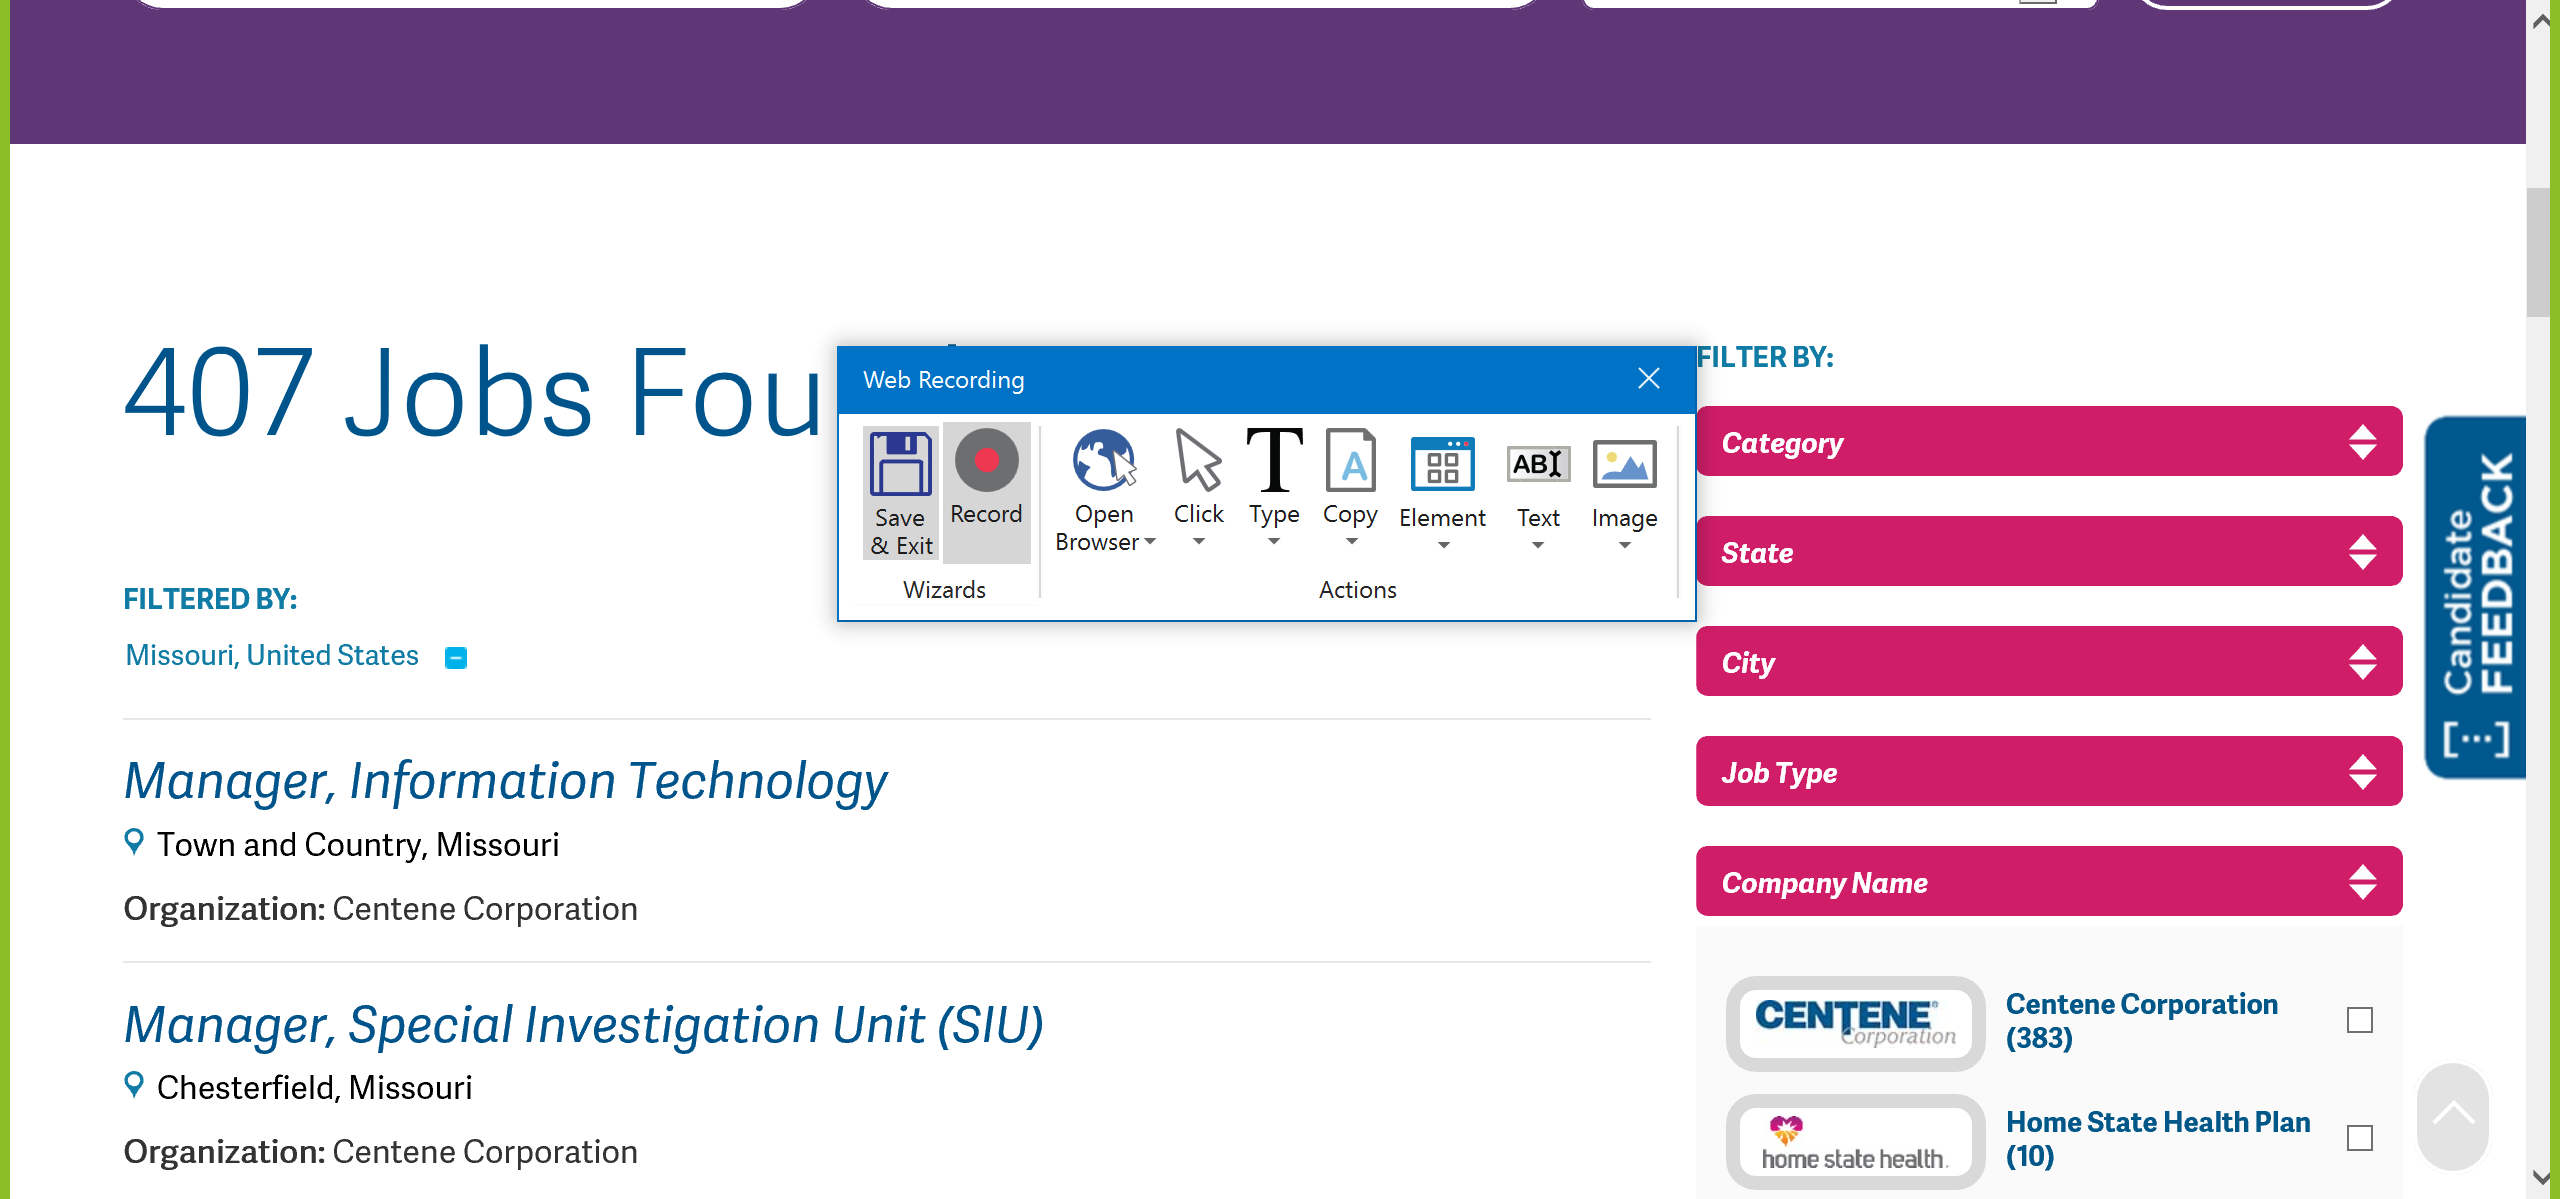 407 Jobs Fou
FILTERED BY:
Missouri, United States
Manager, Information Technology
Town and Country, Missouri
Organization: Centene Corporation
Manager, Special Investigation Unit (SIU)
Chesterfield, Missouri
Organization: Centene Corporation
Web Recording
Save
& Exit
Record
Open
Browser
Click
T
Type
A
Copy
Element
ABI
Text
Image
Wizards
Actions
FILTER BY:
Category
State
City
Job Type
Company Name
CENTENE®
Corporation
Centene Corporation
(383)
home state health.
Home State Health Plan
(10)
Candidate
FEEDBACK